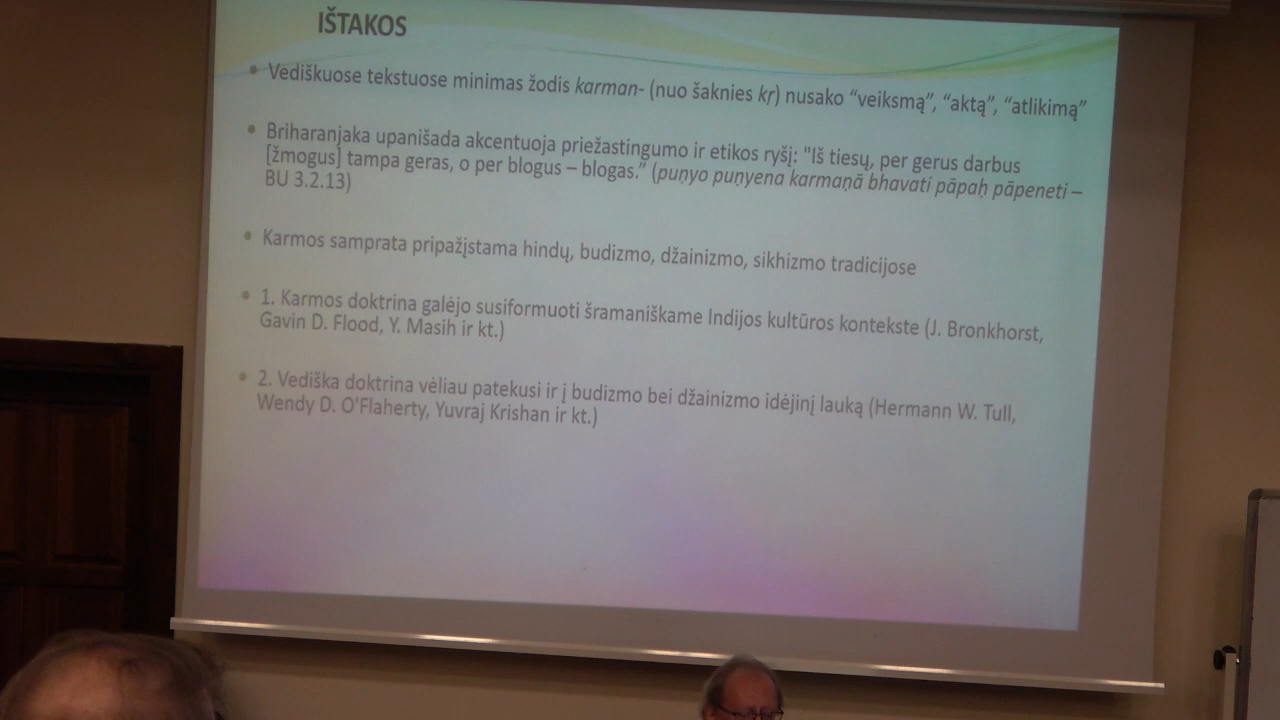 IŠTAKOS
• Vediškuose tekstuose minimas žodis karman- (nuo šaknies kṛ) nusako “veiksmą”, “aktą”, “atlikimą”
• Briharanjaka upanišada akcentuoja priežastingumo ir etikos ryšį: "Iš tiesų, per gerus darbus
[žmogus] tampa geras, o per blogus – blogas.” (puṇyo puṇyena karmaṇā bhavati pāpaḥ pāpeneti –
BU 3.2.13)
• Karmos samprata pripažįstama hindų, budizmo, džainizmo, sikhizmo tradicijose
• 1. Karmos doktrina galėjo susiformuoti šramaniškame Indijos kultūros kontekste (J. Bronkhorst,
Gavin D. Flood, Y. Masih ir kt.)
• 2. Vediška doktrina vėliau patekusi ir į budizmo bei džainizmo idėjinį lauką (Hermann W. Tull,
Wendy D. O'Flaherty, Yuvraj Krishan ir kt.)